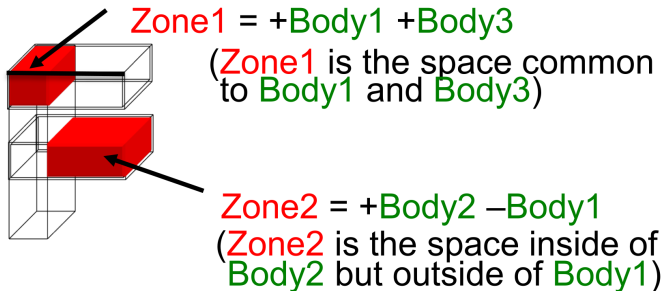 Zone1 = +Body1 +Body3
(Zone1 is the space common
to Body1 and Body3)
Zone2 = +Body2 –Body1
(Zone2 is the space inside of
Body2 but outside of Body1)